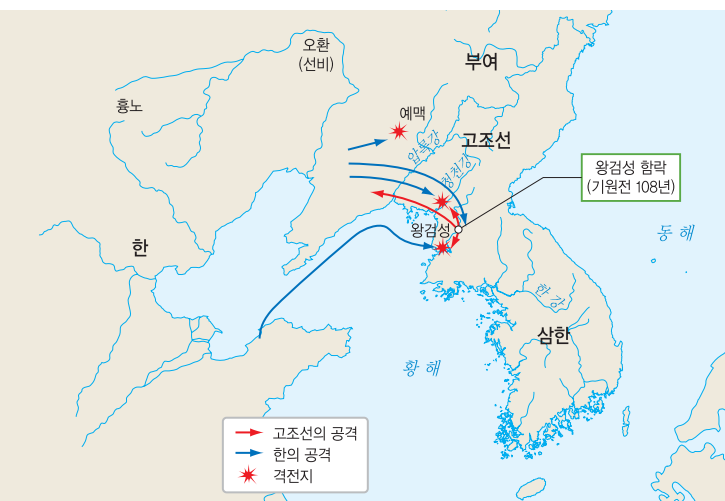 오환
(선비)
부여
흉노
예맥
고조선
압록강
청천강
왕검성 함락
(기원전 108년)
왕검성
동해
한
한강
삼한
황해
고조선의 공격
한의 공격
격전지